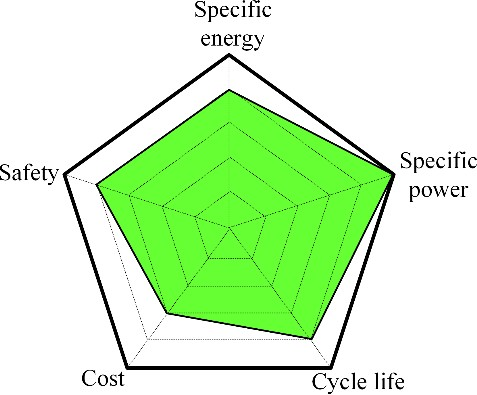 Specific
energy
Safety
Specific
power
Cost
Cycle life